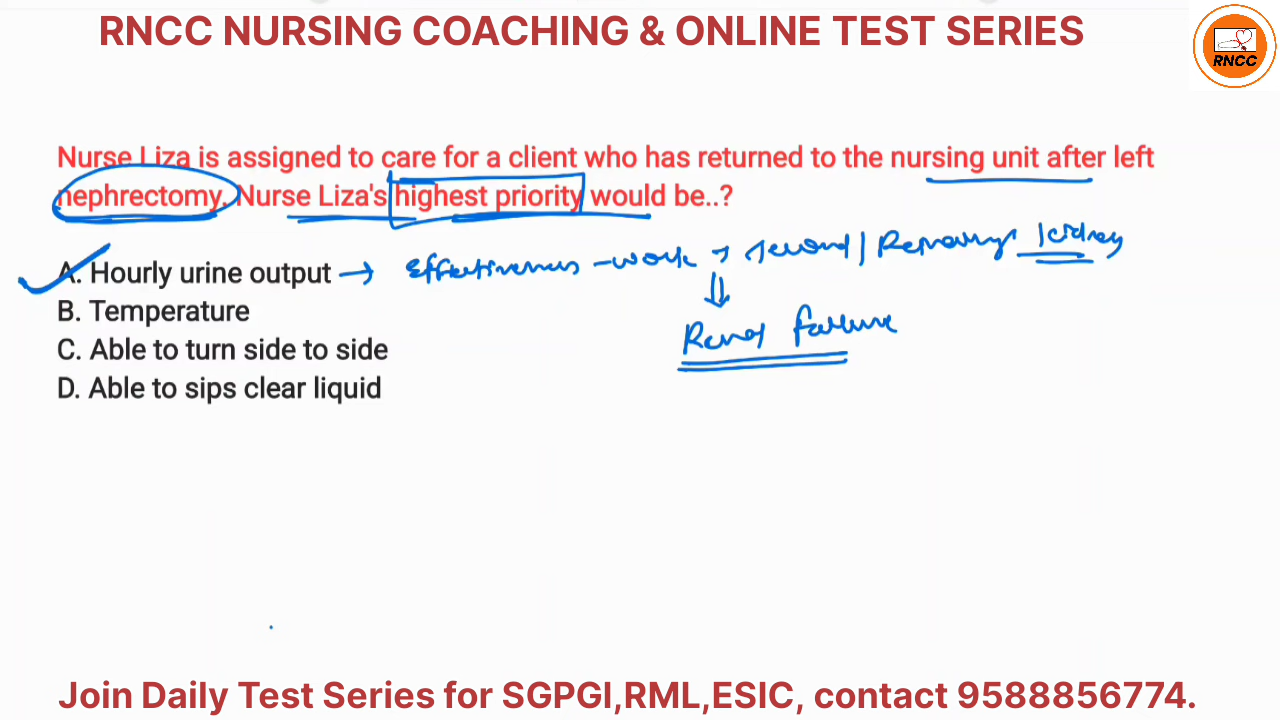 RNCC NURSING COACHING & ONLINE TEST SERIES
RNCC
Nurse Liza is assigned to care for a client who has returned to the nursing unit after left
nephrectomy. Nurse Liza's highest priority would be..?
A. Hourly urine output → Effectiveness - work → second / Remaining kidney
B. Temperature
Renal failure
C. Able to turn side to side
D. Able to sips clear liquid
Join Daily Test Series for SGPGI,RML,ESIC, contact 9588856774.